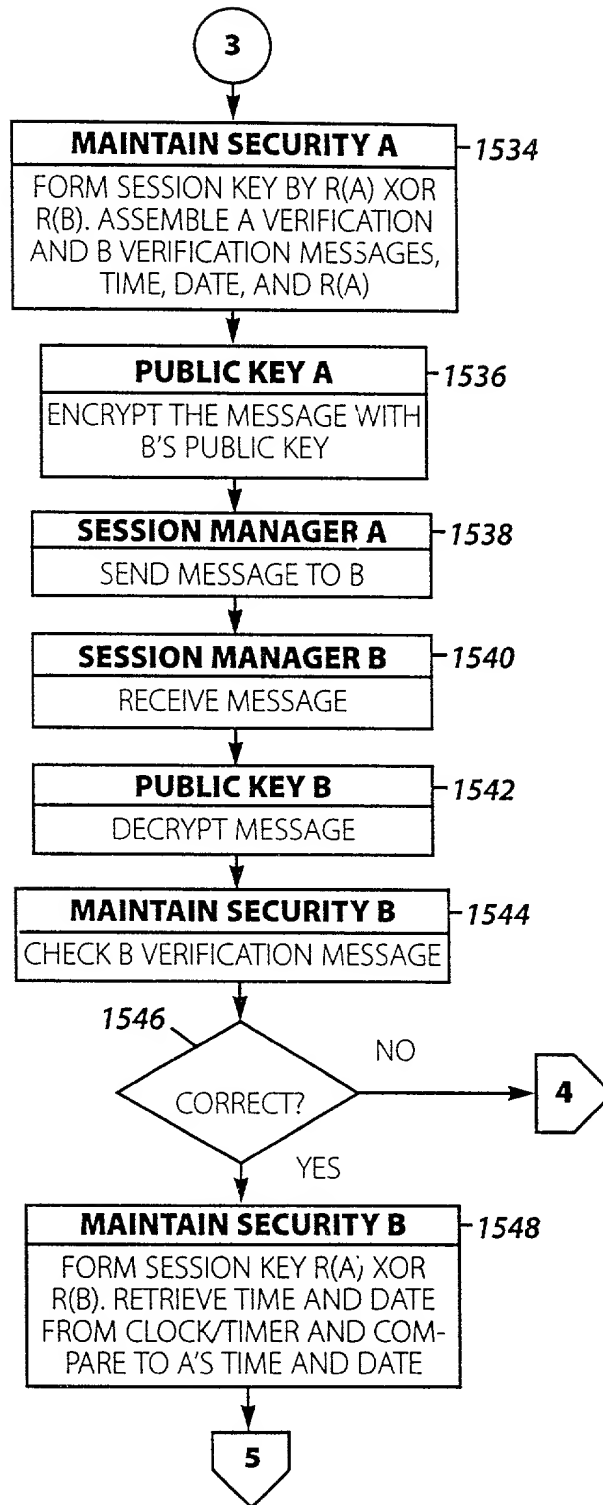 3
MAINTAIN SECURITY A
1534
FORM SESSION KEY BY R(A) XOR
R(B). ASSEMBLE A VERIFICATION
AND B VERIFICATION MESSAGES,
TIME, DATE, AND R(A)
PUBLIC KEY A
1536
ENCRYPT THE MESSAGE WITH
B'S PUBLIC KEY
SESSION MANAGER A
1538
SEND MESSAGE TO B
SESSION MANAGER B
1540
RECEIVE MESSAGE
PUBLIC KEY B
1542
DECRYPT MESSAGE
MAINTAIN SECURITY B
1544
CHECK B VERIFICATION MESSAGE
1546
CORRECT?
NO
4
YES
MAINTAIN SECURITY B
1548
FORM SESSION KEY R(A) XOR
R(B). RETRIEVE TIME AND DATE
FROM CLOCK/TIMER AND COM-
PARE TO A'S TIME AND DATE
5